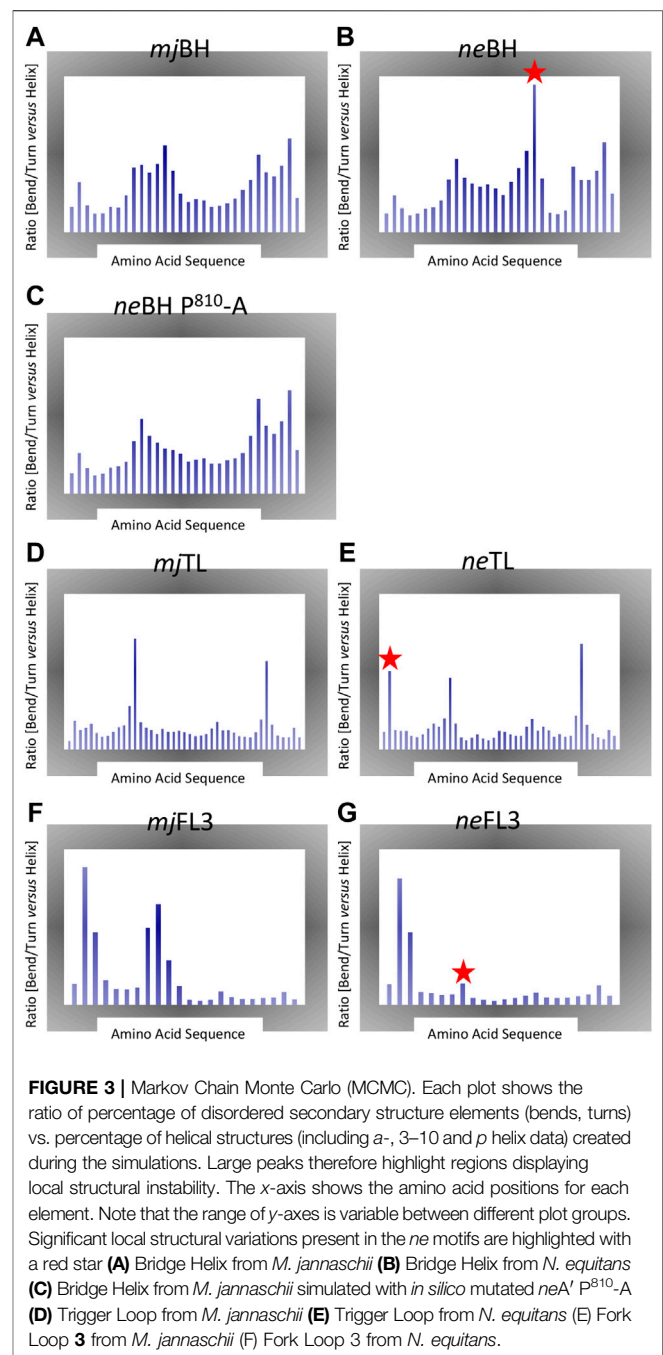 A
mjBH
Ratio [Bend/Turn versus Helix]
Amino Acid Sequence
B
neBH
Ratio [Bend/Turn versus Helix]
Amino Acid Sequence
C
neBH P810-A
Ratio [Bend/Turn versus Helix]
Amino Acid Sequence
D
mjTL
Ratio [Bend/Turn versus Helix]
Amino Acid Sequence
E
neTL
Ratio [Bend/Turn versus Helix]
Amino Acid Sequence
F
mjFL3
Ratio [Bend/Turn versus Helix]
Amino Acid Sequence
G
neFL3
Ratio [Bend/Turn versus Helix]
Amino Acid Sequence
FIGURE 3 | Markov Chain Monte Carlo (MCMC). Each plot shows the
ratio of percentage of disordered secondary structure elements (bends, turns)
vs. percentage of helical structures (including a-, 3–10 and p helix data) created
during the simulations. Large peaks therefore highlight regions displaying
local structural instability. The x-axis shows the amino acid positions for each
element. Note that the range of y-axes is variable between different plot groups.
Significant local structural variations present in the ne motifs are highlighted with
a red star (A) Bridge Helix from M. jannaschii (B) Bridge Helix from N. equitans
(C) Bridge Helix from M. jannaschii simulated with in silico mutated neA′ P810-A
(D) Trigger Loop from M. jannaschii (E) Trigger Loop from N. equitans (E) Fork
Loop 3 from M. jannaschii (F) Fork Loop 3 from N. equitans.